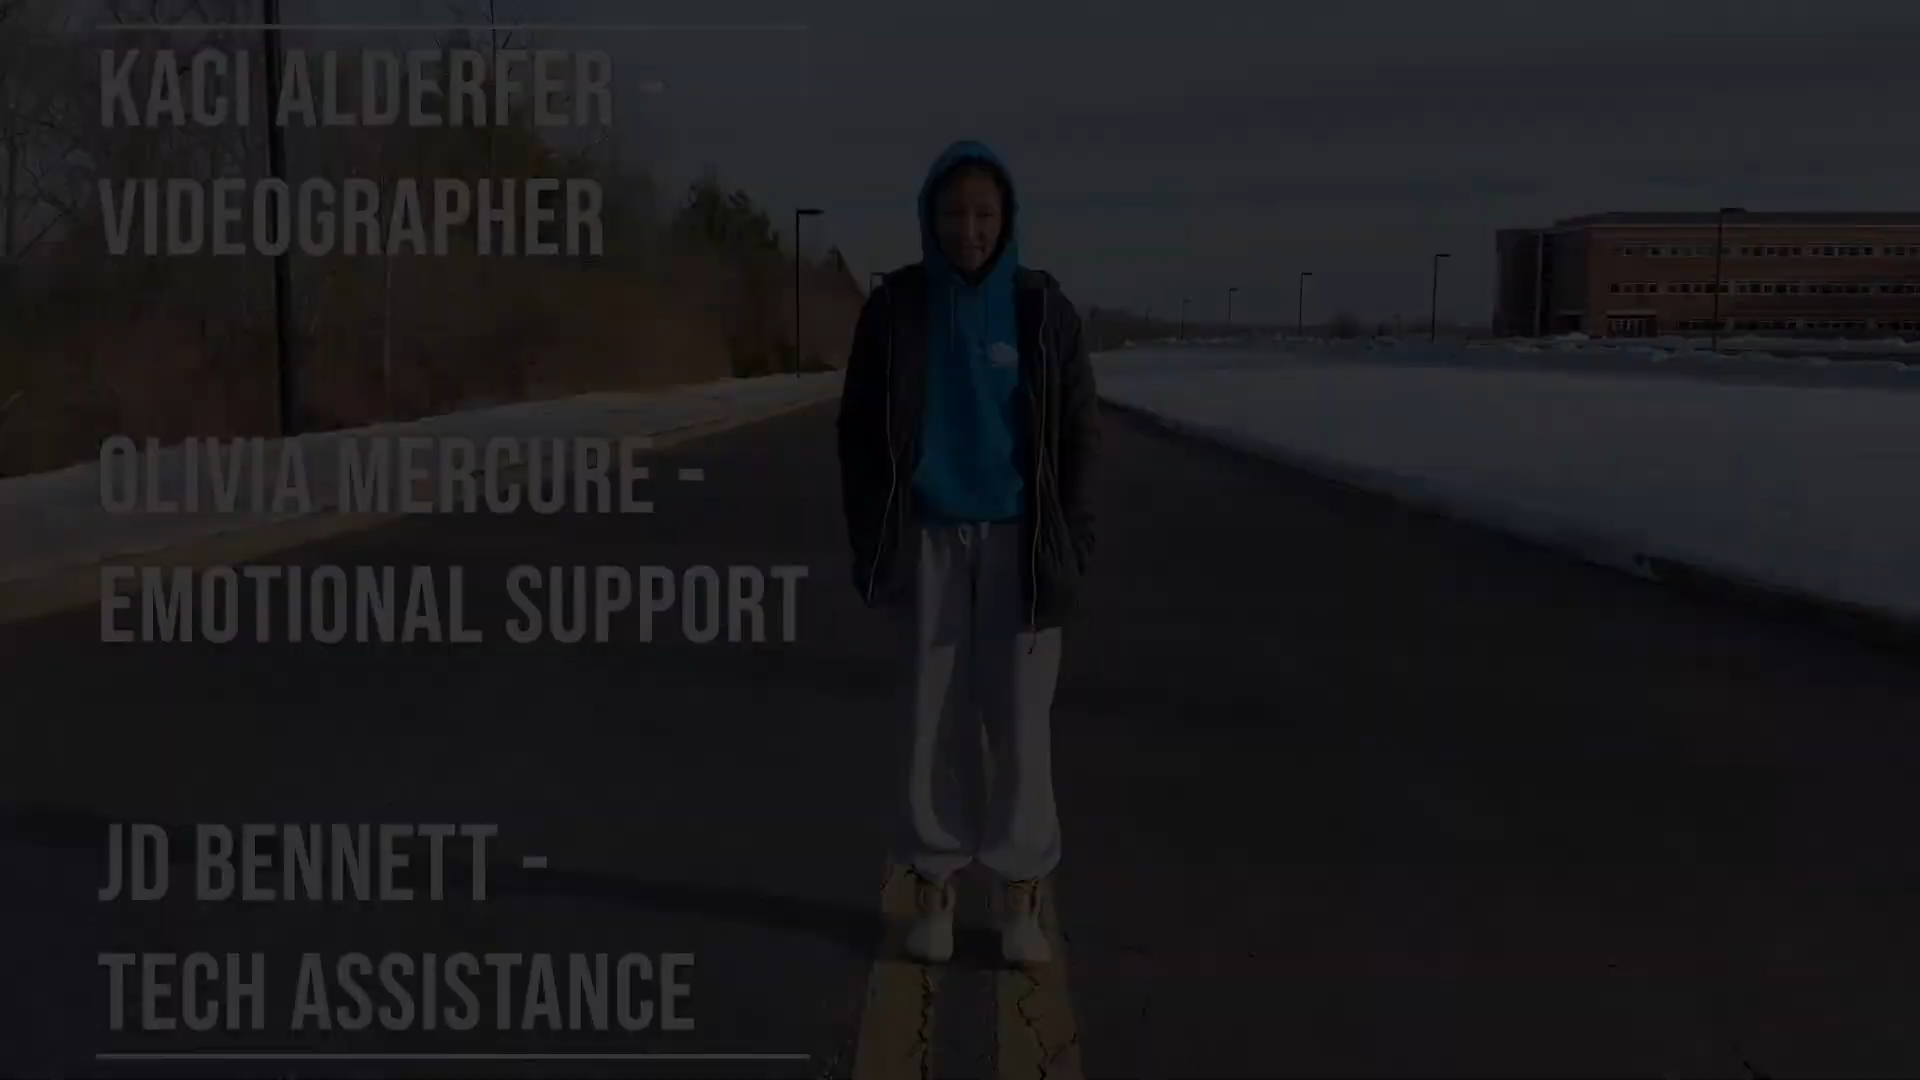 KACI ALDERFER -
VIDEOGRAPHER
OLIVIA MERCURE -
EMOTIONAL SUPPORT
JD BENNETT -
TECH ASSISTANCE